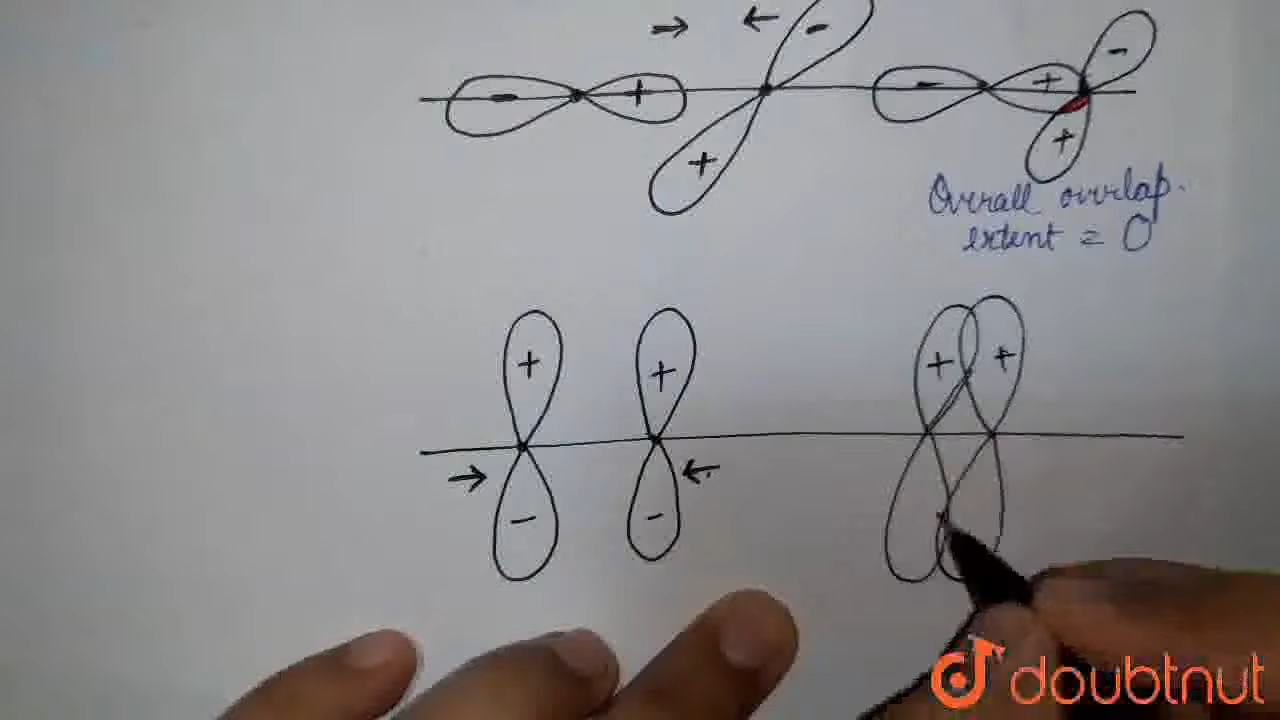 → ← -
- + - + -
+ +
Overall overlap.
extent = 0
+ + + +
→ ←
- -
doubtnut